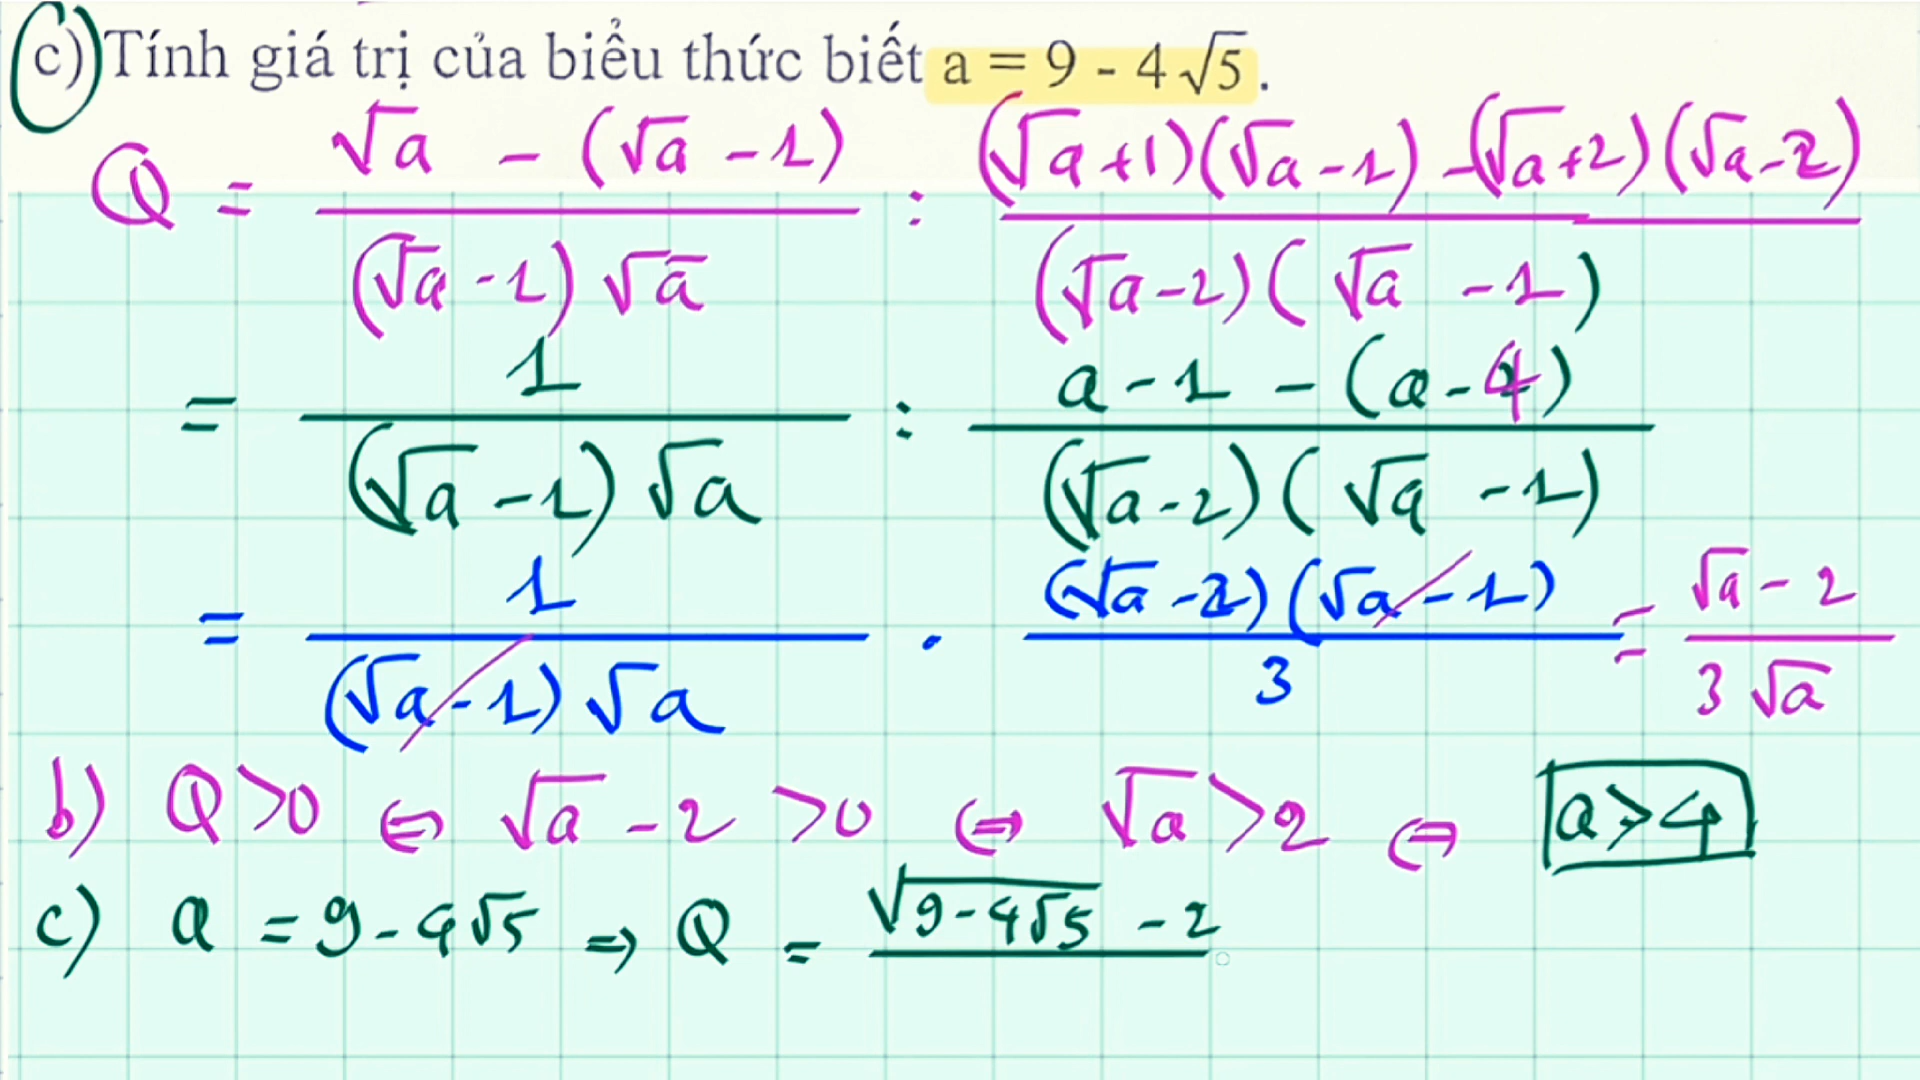 c) Tính giá trị của biểu thức biết a = 9 - 4√5.
Q = (√a - (√a - 1)) / ((√a - 1)√a) : ((√a + 1)(√a - 1) - (√a + 2)(√a - 2)) / ((√a - 2)(√a - 1))
= 1 / ((√a - 1)√a) : (a - 1 - (a - 4)) / ((√a - 2)(√a - 1))
= 1 / ((√a - 1)√a) . ((√a - 2)(√a - 1)) / 3 = (√a - 2) / (3√a)
b) Q > 0 ⇔ √a - 2 > 0 ⇔ √a > 2 ⇔ a > 4
c) a = 9 - 4√5 ⇒ Q = √(9 - 4√5) - 2